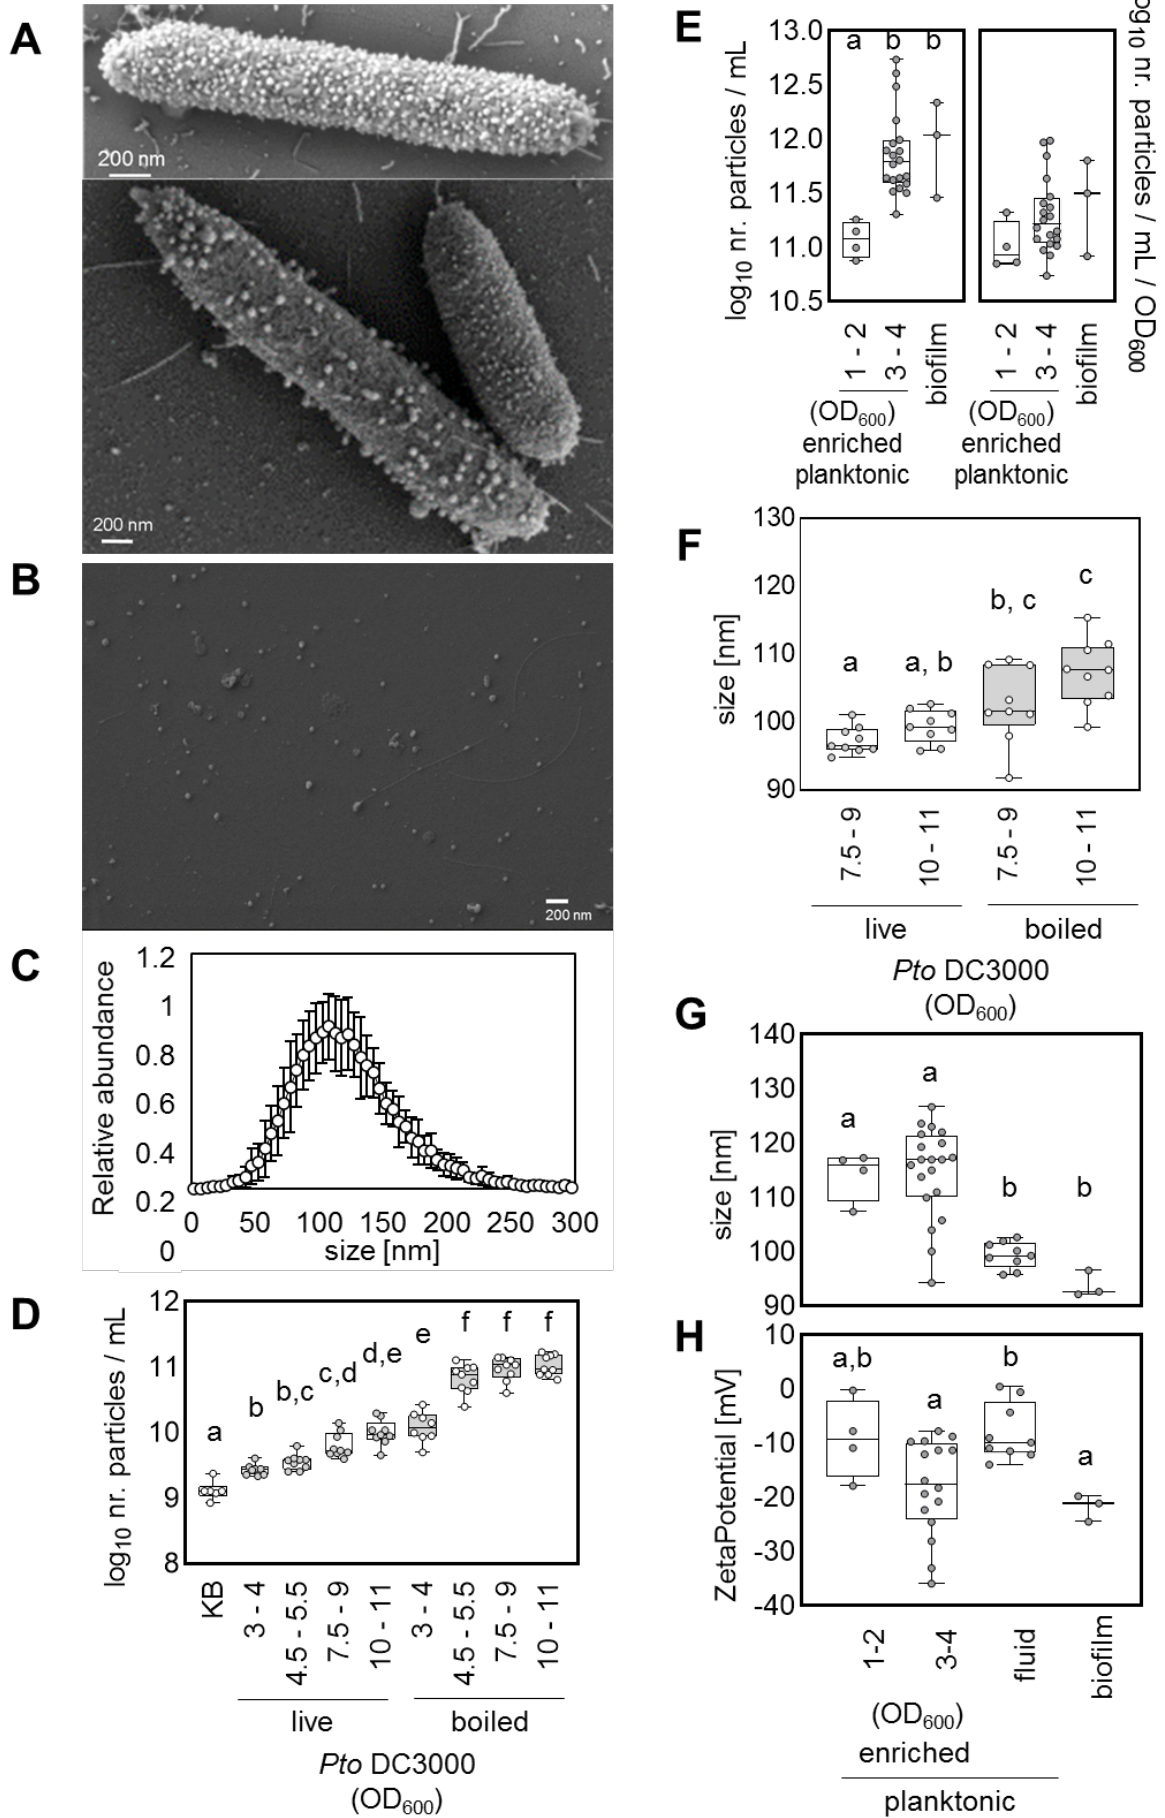 A
200 nm
200 nm
B
200 nm
C
Relative abundance
1.2
1
0.8
0.6
0.4
0.2
0
0 50 100 150 200 250 300
size [nm]
D
log10 nr. particles / mL
12
11
10
9
8
a b b,c c,d d,e e f f f
KB 3 - 4 4.5 - 5.5 7.5 - 9 10 - 11 3 - 4 4.5 - 5.5 7.5 - 9 10 - 11
live boiled
Pto DC3000
(OD600)
E
log10 nr. particles / mL
13.0
12.5
12.0
11.5
11.0
10.5
a b b
log10 nr. particles / mL / OD600
1 - 2 3 - 4 biofilm 1 - 2 3 - 4 biofilm
(OD600) (OD600)
enriched enriched
planktonic planktonic
F
size [nm]
130
120
110
100
90
a a, b b, c c
7.5 - 9 10 - 11 7.5 - 9 10 - 11
live boiled
Pto DC3000
(OD600)
G
size [nm]
140
130
120
110
100
90
a a b b
H
ZetaPotential [mV]
10
0
-10
-20
-30
-40
a,b a b a
1-2 3-4 fluid biofilm
(OD600)
enriched
planktonic